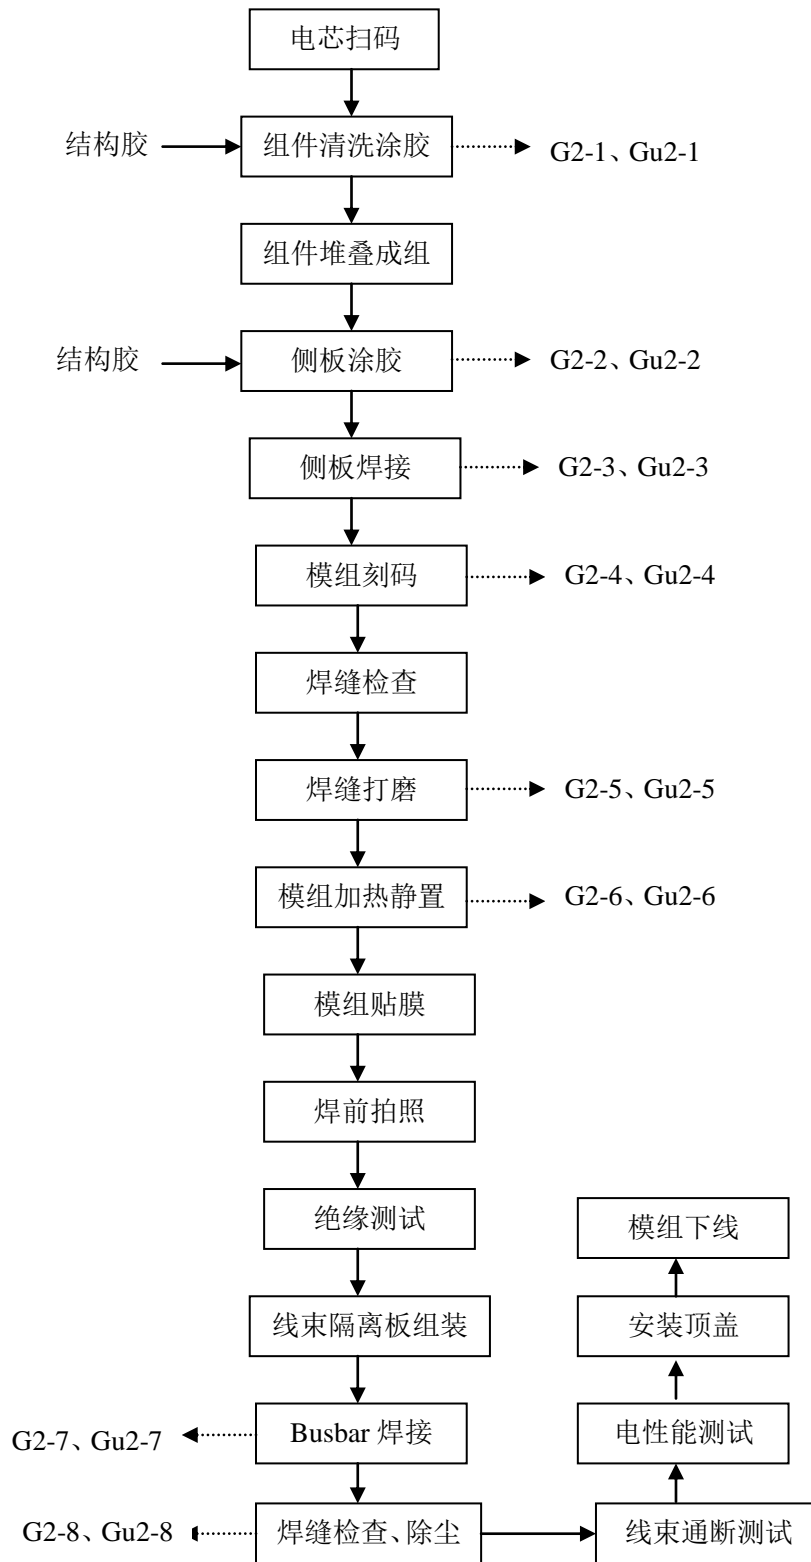 电芯扫码
结构胶
组件清洗涂胶
G2-1、Gu2-1
组件堆叠成组
结构胶
侧板涂胶
G2-2、Gu2-2
侧板焊接
G2-3、Gu2-3
模组刻码
G2-4、Gu2-4
焊缝检查
焊缝打磨
G2-5、Gu2-5
模组加热静置
G2-6、Gu2-6
模组贴膜
焊前拍照
绝缘测试
模组下线
线束隔离板组装
安装顶盖
G2-7、Gu2-7
Busbar 焊接
电性能测试
G2-8、Gu2-8
焊缝检查、除尘
线束通断测试